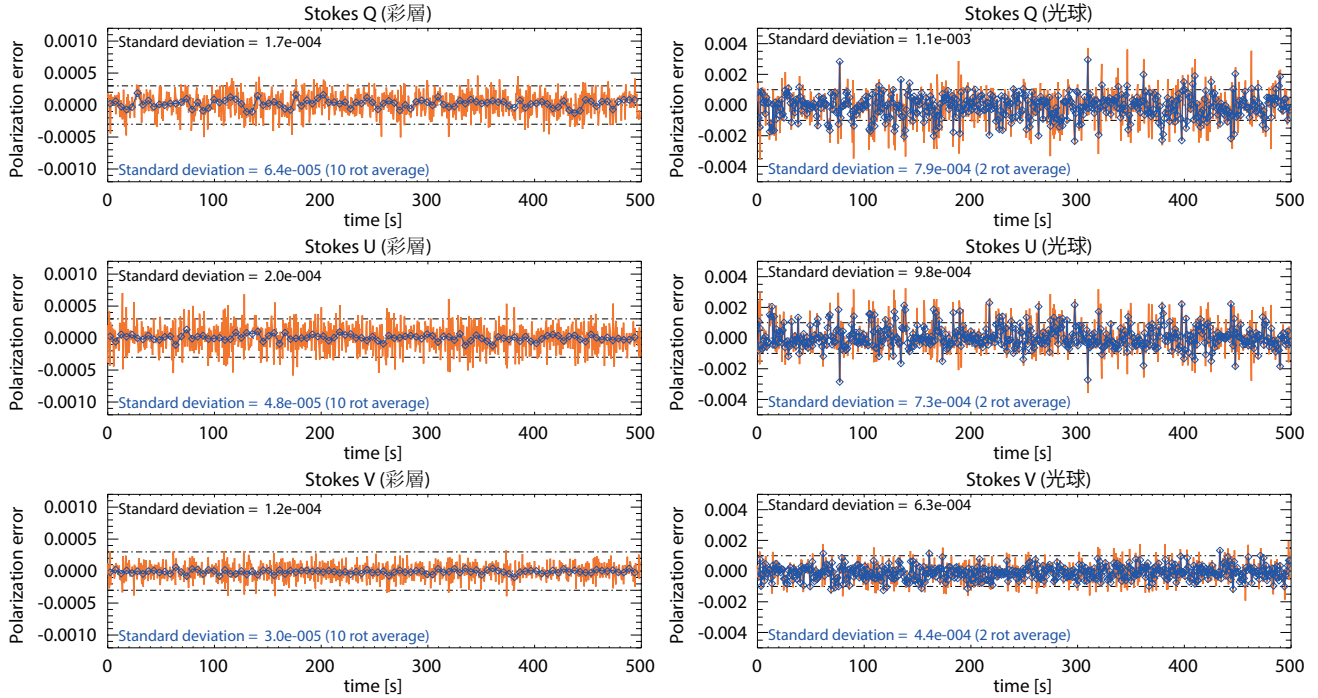 Stokes Q (彩層)
Polarization error
0.0010
0.0005
0.0000
-0.0005
-0.0010
Standard deviation = 1.7e-004
Standard deviation = 6.4e-005 (10 rot average)
0 100 200 300 400 500
time [s]
Stokes Q (光球)
Polarization error
0.004
0.002
0.000
-0.002
-0.004
Standard deviation = 1.1e-003
Standard deviation = 7.9e-004 (2 rot average)
0 100 200 300 400 500
time [s]
Stokes U (彩層)
Polarization error
0.0010
0.0005
0.0000
-0.0005
-0.0010
Standard deviation = 2.0e-004
Standard deviation = 4.8e-005 (10 rot average)
0 100 200 300 400 500
time [s]
Stokes U (光球)
Polarization error
0.004
0.002
0.000
-0.002
-0.004
Standard deviation = 9.8e-004
Standard deviation = 7.3e-004 (2 rot average)
0 100 200 300 400 500
time [s]
Stokes V (彩層)
Polarization error
0.0010
0.0005
0.0000
-0.0005
-0.0010
Standard deviation = 1.2e-004
Standard deviation = 3.0e-005 (10 rot average)
0 100 200 300 400 500
time [s]
Stokes V (光球)
Polarization error
0.004
0.002
0.000
-0.002
-0.004
Standard deviation = 6.3e-004
Standard deviation = 4.4e-004 (2 rot average)
0 100 200 300 400 500
time [s]